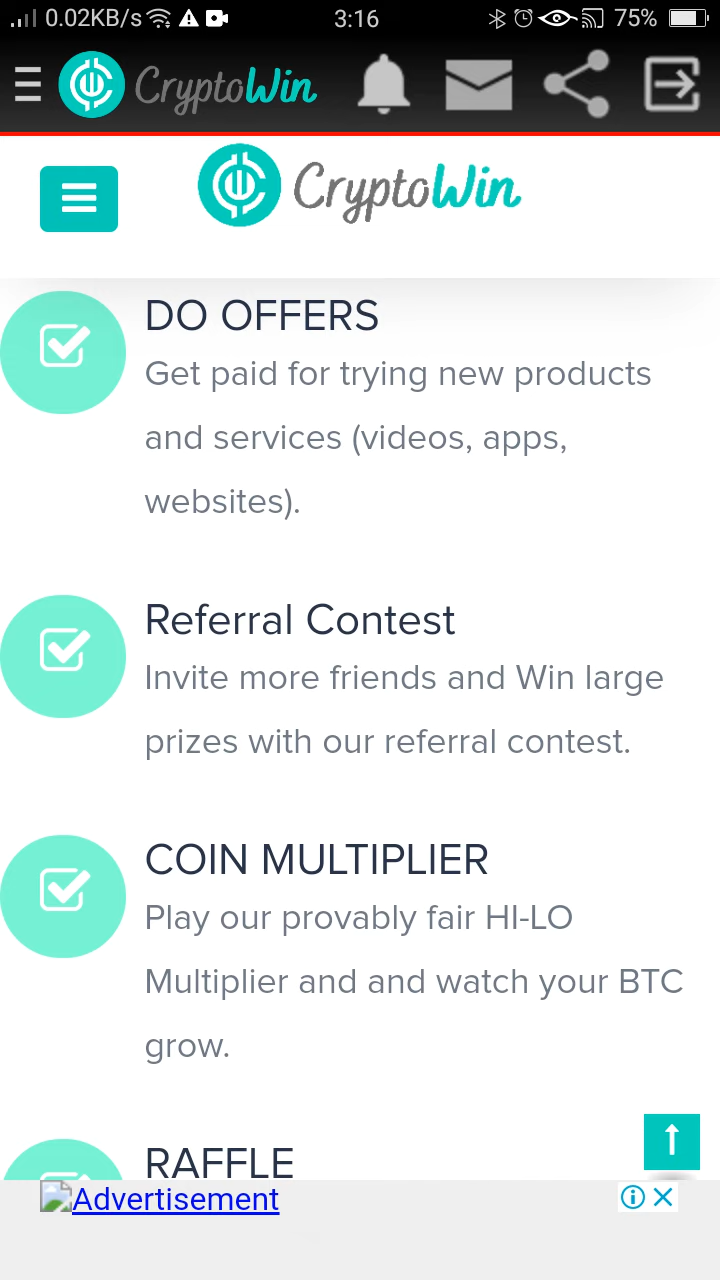 0.02KB/s 3:16 75%
CryptoWin
CryptoWin
DO OFFERS
Get paid for trying new products
and services (videos, apps,
websites).
Referral Contest
Invite more friends and Win large
prizes with our referral contest.
COIN MULTIPLIER
Play our provably fair HI-LO
Multiplier and and watch your BTC
grow.
RAFFLE
Advertisement